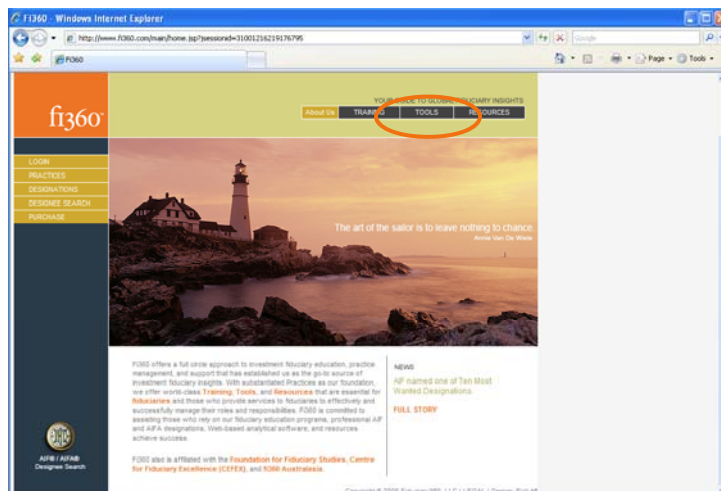 Fi360 - Windows Internet Explorer
http://www.fi360.com/main/home.jsp?jsessionid=31001216219176795
Google
Fi360
Page
Tools
YOUR GUIDE TO GLOBAL FIDUCIARY INSIGHTS
fi360
About Us TRAINING TOOLS RESOURCES
LOGIN
PRACTICES
DESIGNATIONS
DESIGNEE SEARCH
PURCHASE
The art of the sailor is to leave nothing to chance.
Annie Van De Wiele
Fi360 offers a full circle approach to investment fiduciary education, practice
management, and support that has established us as the go-to source of
investment fiduciary insights. With substantiated Practices as our foundation,
we offer world-class Training, Tools, and Resources that are essential for
fiduciaries and those who provide services to fiduciaries to effectively and
successfully manage their roles and responsibilities. Fi360 is committed to
assisting those who rely on our fiduciary education programs, professional AIF
and AIFA designations, Web-based analytical software, and resources
achieve success.
Fi360 also is affiliated with the Foundation for Fiduciary Studies, Centre
for Fiduciary Excellence (CEFEX), and fi360 Australasia.
NEWS
AIF named one of Ten Most
Wanted Designations.
FULL STORY
AIF® / AIFA®
Designee Search